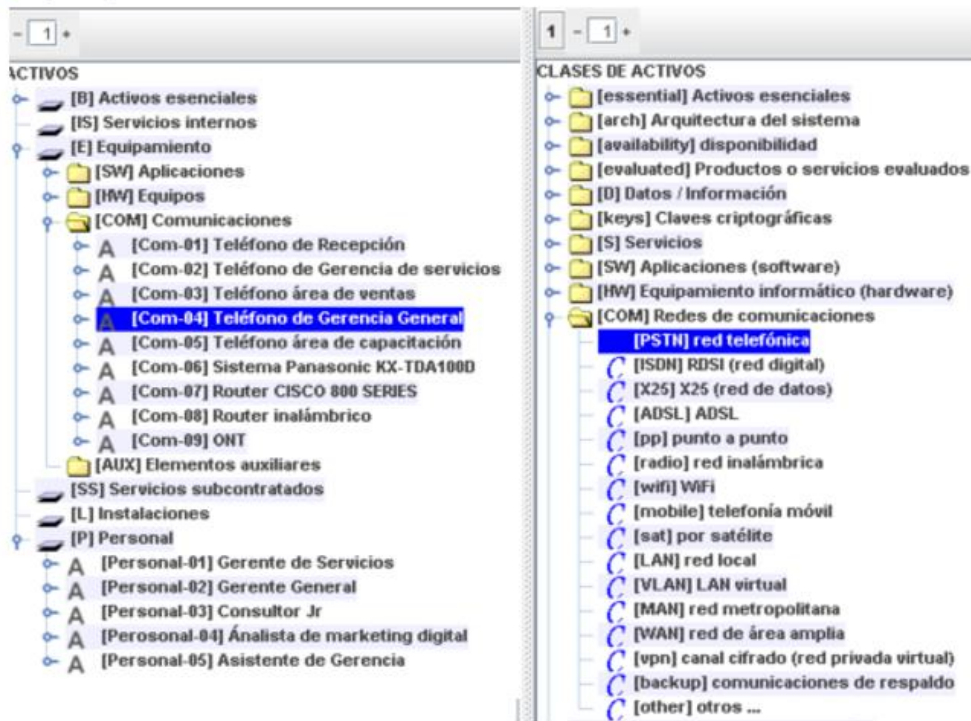 - 1 +
ACTIVOS
[B] Activos esenciales
[IS] Servicios internos
[E] Equipamiento
[SW] Aplicaciones
[HW] Equipos
[COM] Comunicaciones
A [Com-01] Teléfono de Recepción
A [Com-02] Teléfono de Gerencia de servicios
A [Com-03] Teléfono área de ventas
A [Com-04] Teléfono de Gerencia General
A [Com-05] Teléfono área de capacitación
A [Com-06] Sistema Panasonic KX-TDA100D
A [Com-07] Router CISCO 800 SERIES
A [Com-08] Router inalámbrico
A [Com-09] ONT
[AUX] Elementos auxiliares
[SS] Servicios subcontratados
[L] Instalaciones
[P] Personal
A [Personal-01] Gerente de Servicios
A [Personal-02] Gerente General
A [Personal-03] Consultor Jr
A [Perosonal-04] Ánalista de marketing digital
A [Personal-05] Asistente de Gerencia
1 - 1 +
CLASES DE ACTIVOS
[essential] Activos esenciales
[arch] Arquitectura del sistema
[availability] disponibilidad
[evaluated] Productos o servicios evaluados
[D] Datos / Información
[keys] Claves criptográficas
[S] Servicios
[SW] Aplicaciones (software)
[HW] Equipamiento informático (hardware)
[COM] Redes de comunicaciones
[PSTN] red telefónica
[ISDN] RDSI (red digital)
[X25] X25 (red de datos)
[ADSL] ADSL
[pp] punto a punto
[radio] red inalámbrica
[wifi] WiFi
[mobile] telefonía móvil
[sat] por satélite
[LAN] red local
[VLAN] LAN virtual
[MAN] red metropolitana
[WAN] red de área amplia
[vpn] canal cifrado (red privada virtual)
[backup] comunicaciones de respaldo
[other] otros ...